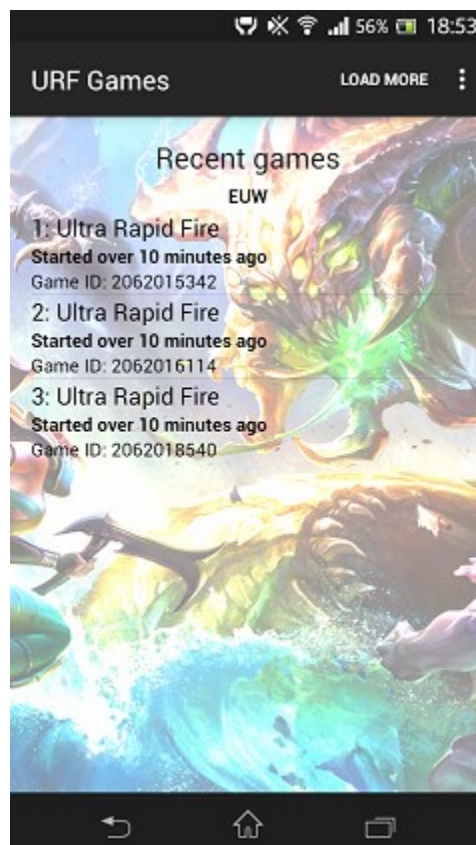 56% 18:53
URF Games LOAD MORE
Recent games
EUW
1: Ultra Rapid Fire
Started over 10 minutes ago
Game ID: 2062015342
2: Ultra Rapid Fire
Started over 10 minutes ago
Game ID: 2062016114
3: Ultra Rapid Fire
Started over 10 minutes ago
Game ID: 2062018540